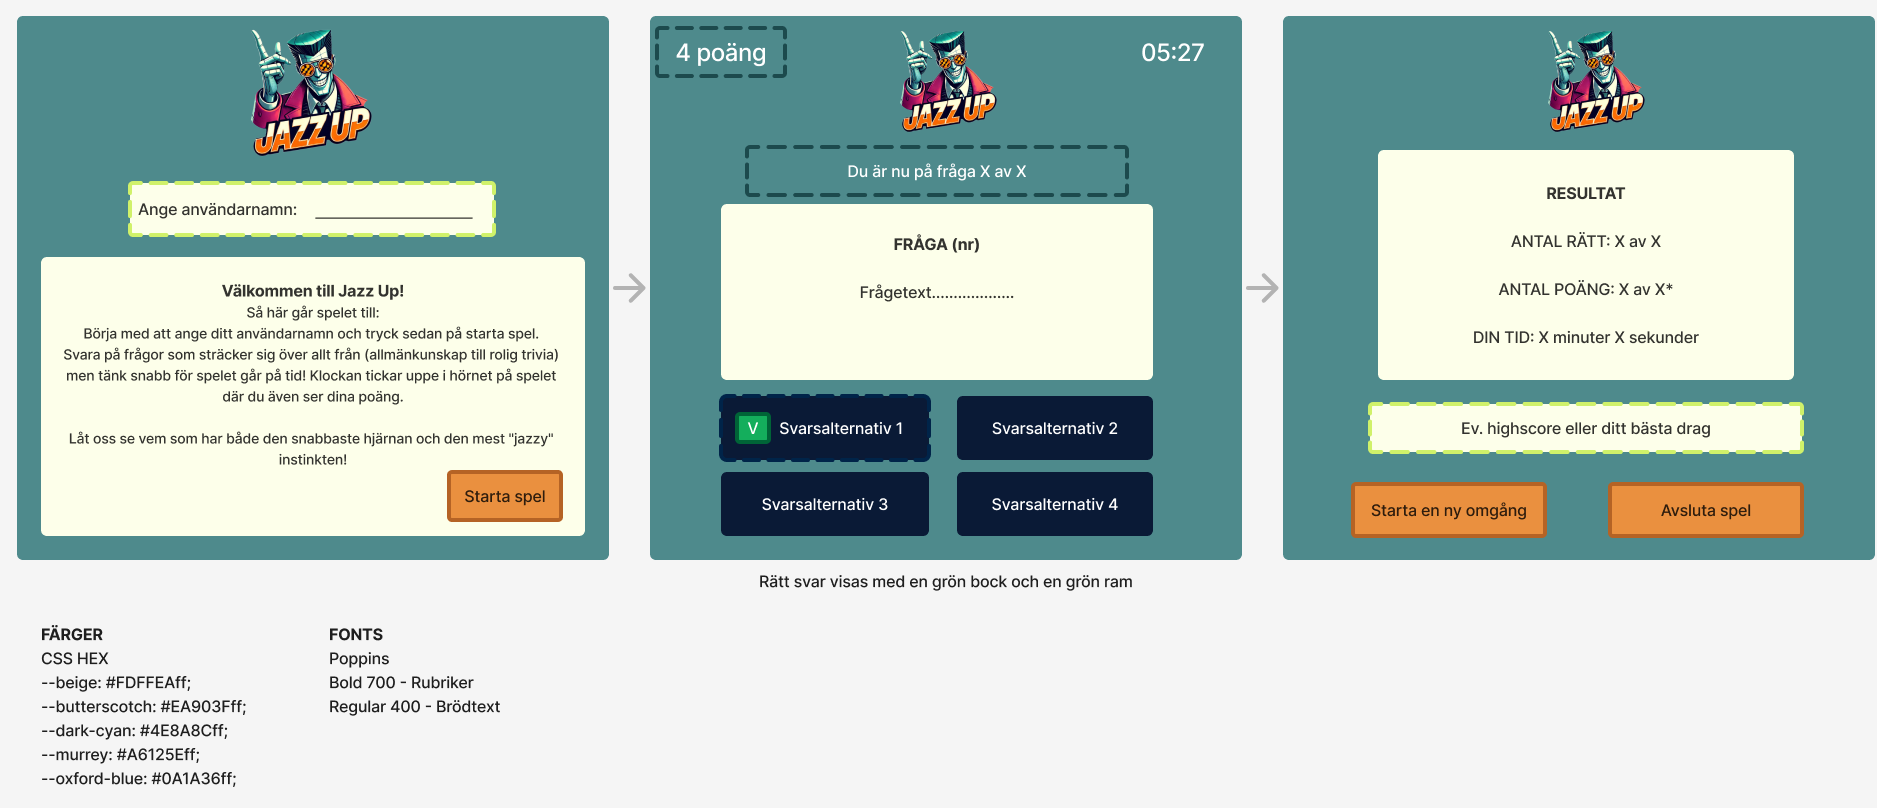 JAZZ UP
Ange användarnamn: ___________________
Välkommen till Jazz Up!
Så här går spelet till:
Börja med att ange ditt användarnamn och tryck sedan på starta spel.
Svara på frågor som sträcker sig över allt från (allmänkunskap till rolig trivia)
men tänk snabb för spelet går på tid! Klockan tickar uppe i hörnet på spelet
där du även ser dina poäng.
Låt oss se vem som har både den snabbaste hjärnan och den mest "jazzy"
instinkten!
Starta spel
4 poäng
JAZZ UP
05:27
Du är nu på fråga X av X
FRÅGA (nr)
Frågetext...................
V Svarsalternativ 1
Svarsalternativ 2
Svarsalternativ 3
Svarsalternativ 4
Rätt svar visas med en grön bock och en grön ram
JAZZ UP
RESULTAT
ANTAL RÄTT: X av X
ANTAL POÄNG: X av X*
DIN TID: X minuter X sekunder
Ev. highscore eller ditt bästa drag
Starta en ny omgång
Avsluta spel
FÄRGER
CSS HEX
--beige: #FDFFEAff;
--butterscotch: #EA903Fff;
--dark-cyan: #4E8A8Cff;
--murrey: #A6125Eff;
--oxford-blue: #0A1A36ff;
FONTS
Poppins
Bold 700 - Rubriker
Regular 400 - Brödtext